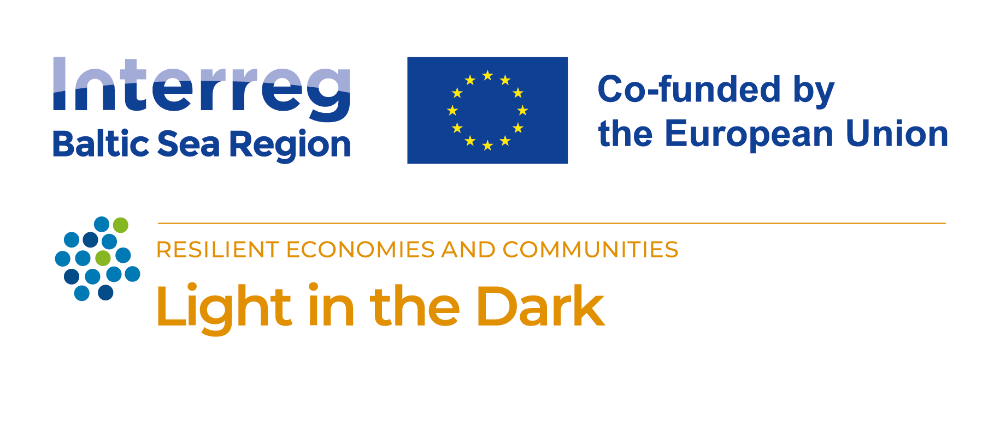 Interreg
Baltic Sea Region
Co-funded by
the European Union
RESILIENT ECONOMIES AND COMMUNITIES
Light in the Dark